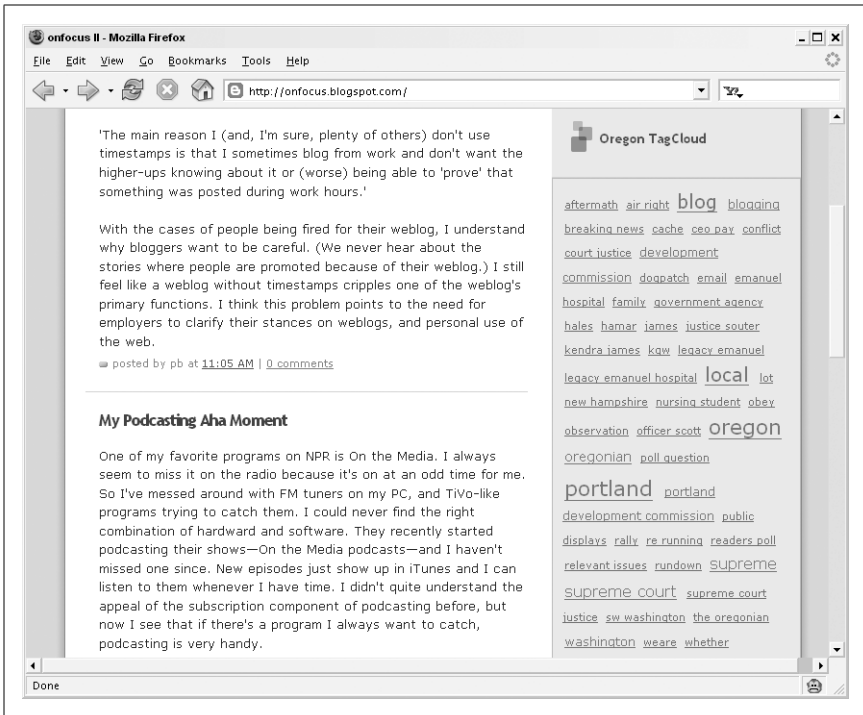 onfocus II - Mozilla Firefox
File Edit View Go Bookmarks Tools Help
http://onfocus.blogspot.com/
'The main reason I (and, I'm sure, plenty of others) don't use
timestamps is that I sometimes blog from work and don't want the
higher-ups knowing about it or (worse) being able to 'prove' that
something was posted during work hours.'
With the cases of people being fired for their weblog, I understand
why bloggers want to be careful. (We never hear about the
stories where people are promoted because of their weblog.) I still
feel like a weblog without timestamps cripples one of the weblog's
primary functions. I think this problem points to the need for
employers to clarify their stances on weblogs, and personal use of
the web.
posted by pb at 11:05 AM | 0 comments
My Podcasting Aha Moment
One of my favorite programs on NPR is On the Media. I always
seem to miss it on the radio because it's on at an odd time for me.
So I've messed around with FM tuners on my PC, and TiVo-like
programs trying to catch them. I could never find the right
combination of hardward and software. They recently started
podcasting their shows—On the Media podcasts—and I haven't
missed one since. New episodes just show up in iTunes and I can
listen to them whenever I have time. I didn't quite understand the
appeal of the subscription component of podcasting before, but
now I see that if there's a program I always want to catch,
podcasting is very handy.
Oregon TagCloud
aftermath air right blog blogging
breaking news cache ceo pay conflict
court justice development
commission dogpatch email emanuel
hospital family government agency
hales hamar james justice souter
kendra james kgw legacy emanuel
legacy emanuel hospital local lot
new hampshire nursing student obey
observation officer scott oregon
oregonian poll question
portland portland
development commission public
displays rally re running readers poll
relevant issues rundown supreme
supreme court supreme court
justice sw washington the oregonian
washington weare whether
Done